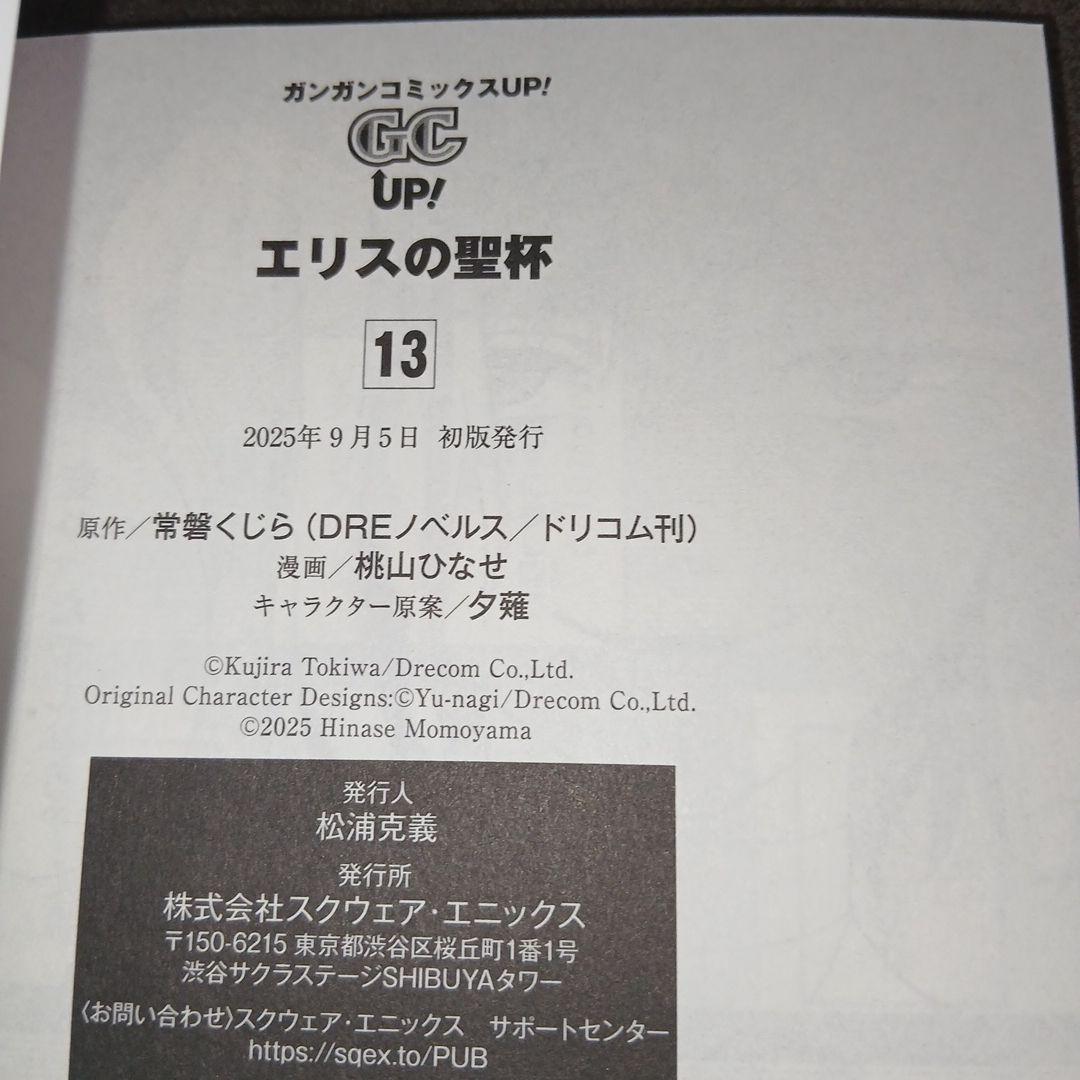 ガンガンコミックスUP!
GC
UP!
エリスの聖杯
13
2025年9月5日 初版発行
原作／常磐くじら（DREノベルス／ドリコム刊）
漫画／桃山ひなせ
キャラクター原案／夕薙
©Kujira Tokiwa/Drecom Co.,Ltd.
Original Character Designs:©Yu-nagi/Drecom Co.,Ltd.
©2025 Hinase Momoyama
発行人
松浦克義
発行所
株式会社スクウェア・エニックス
〒150-6215 東京都渋谷区桜丘町1番1号
渋谷サクラステージSHIBUYAタワー
〈お問い合わせ〉スクウェア・エニックス　サポートセンター
https://sqex.to/PUB